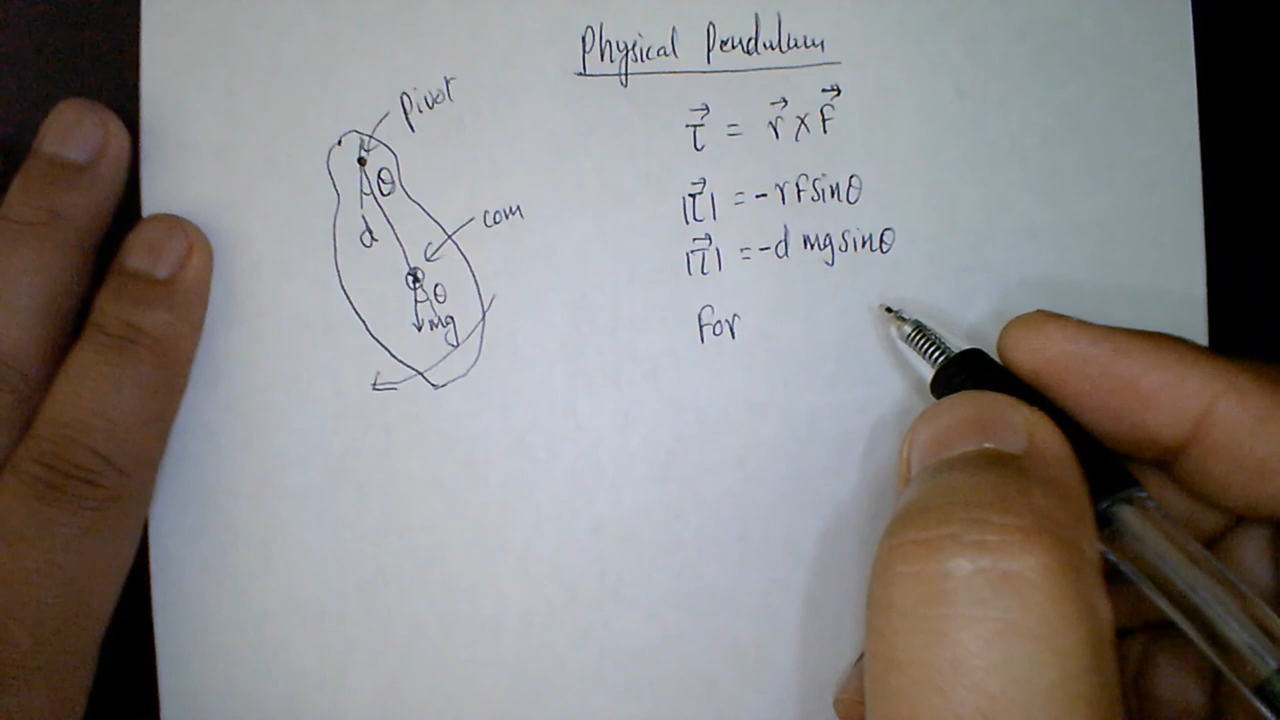 Physical Pendulum
pivot
θ
d
com
θ
mg
τ⃗ = r⃗ × F⃗
|τ⃗| = -rFsinθ
|τ⃗| = -d mgsinθ
For